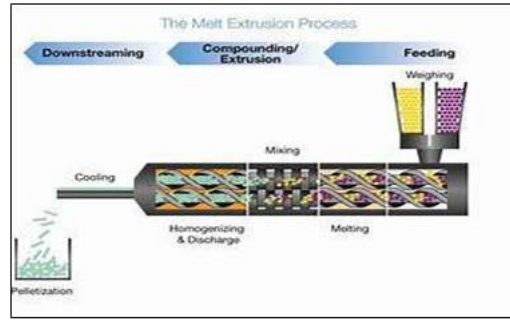 The Melt Extrusion Process
Downstreaming
Compounding/
Extrusion
Feeding
Weighing
Mixing
Cooling
Homogenizing
& Discharge
Melting
Pelletization